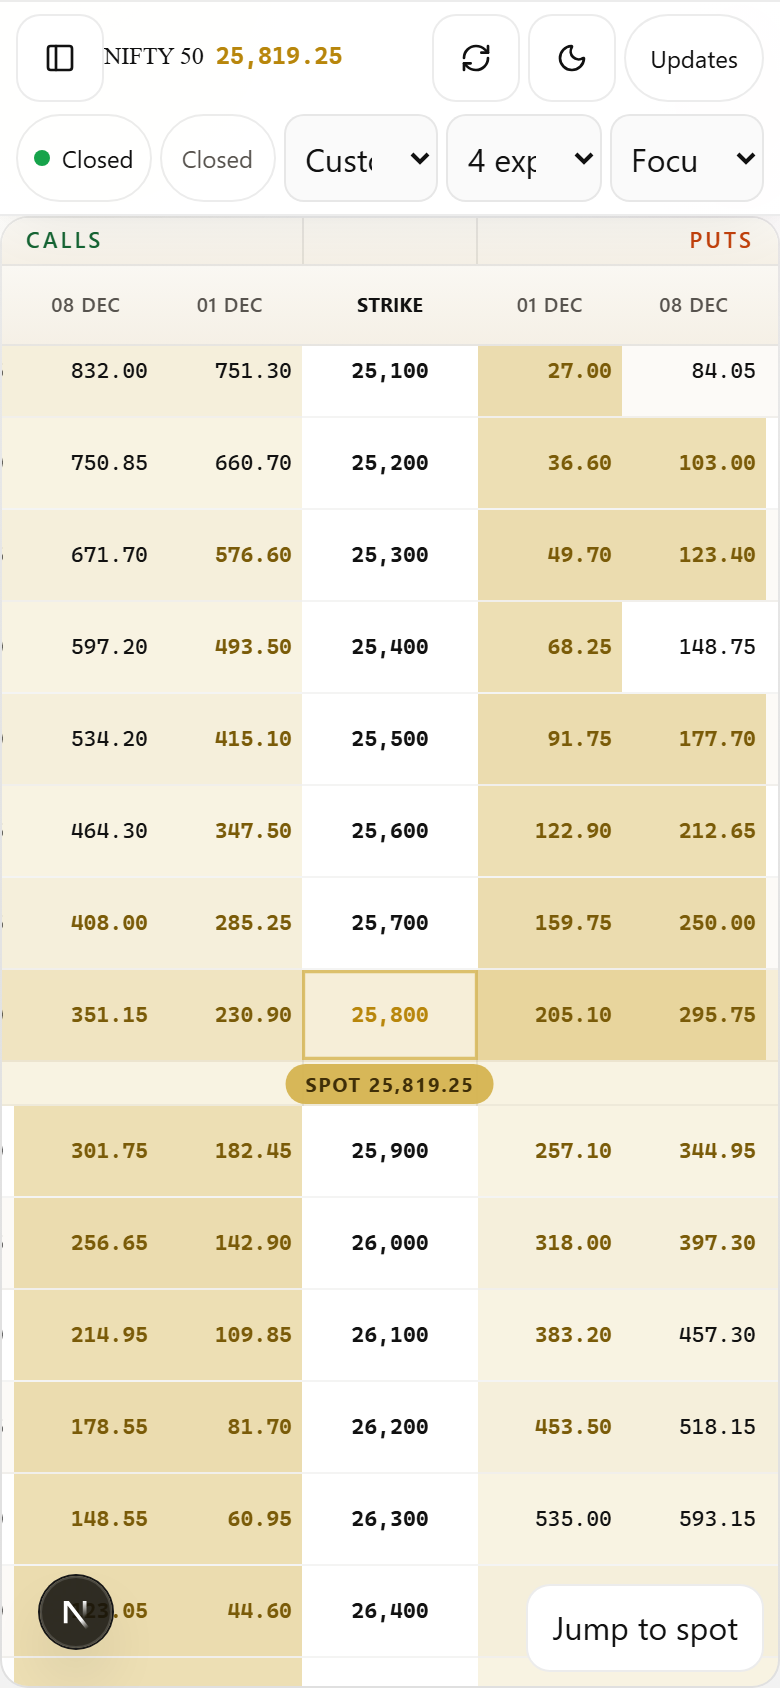 NIFTY 50 25,819.25 Updates
Closed Closed 4 exp Focu
CALLS PUTS
08 DEC 01 DEC STRIKE 01 DEC 08 DEC
832.00 751.30 25,100 27.00 84.05
750.85 660.70 25,200 36.60 103.00
671.70 576.60 25,300 49.70 123.40
597.20 493.50 25,400 68.25 148.75
534.20 415.10 25,500 91.75 177.70
464.30 347.50 25,600 122.90 212.65
408.00 285.25 25,700 159.75 250.00
351.15 230.90 25,800 205.10 295.75
SPOT 25,819.25
301.75 182.45 25,900 257.10 344.95
256.65 142.90 26,000 318.00 397.30
214.95 109.85 26,100 383.20 457.30
178.55 81.70 26,200 453.50 518.15
148.55 60.95 26,300 535.00 593.15
N 44.60 26,400
Jump to spot